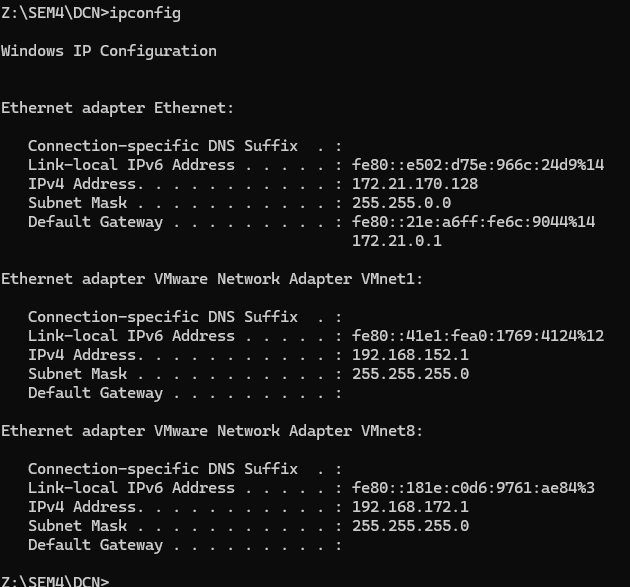 Z:\SEM4\DCN>ipconfig
Windows IP Configuration
Ethernet adapter Ethernet:
Connection-specific DNS Suffix  . :
Link-local IPv6 Address . . . . . : fe80::e502:d75e:966c:24d9%14
IPv4 Address. . . . . . . . . . . : 172.21.170.128
Subnet Mask . . . . . . . . . . . : 255.255.0.0
Default Gateway . . . . . . . . . : fe80::21e:a6ff:fe6c:9044%14
172.21.0.1
Ethernet adapter VMware Network Adapter VMnet1:
Connection-specific DNS Suffix  . :
Link-local IPv6 Address . . . . . : fe80::41e1:fea0:1769:4124%12
IPv4 Address. . . . . . . . . . . : 192.168.152.1
Subnet Mask . . . . . . . . . . . : 255.255.255.0
Default Gateway . . . . . . . . . :
Ethernet adapter VMware Network Adapter VMnet8:
Connection-specific DNS Suffix  . :
Link-local IPv6 Address . . . . . : fe80::181e:c0d6:9761:ae84%3
IPv4 Address. . . . . . . . . . . : 192.168.172.1
Subnet Mask . . . . . . . . . . . : 255.255.255.0
Default Gateway . . . . . . . . . :
Z:\SEM4\DCN>